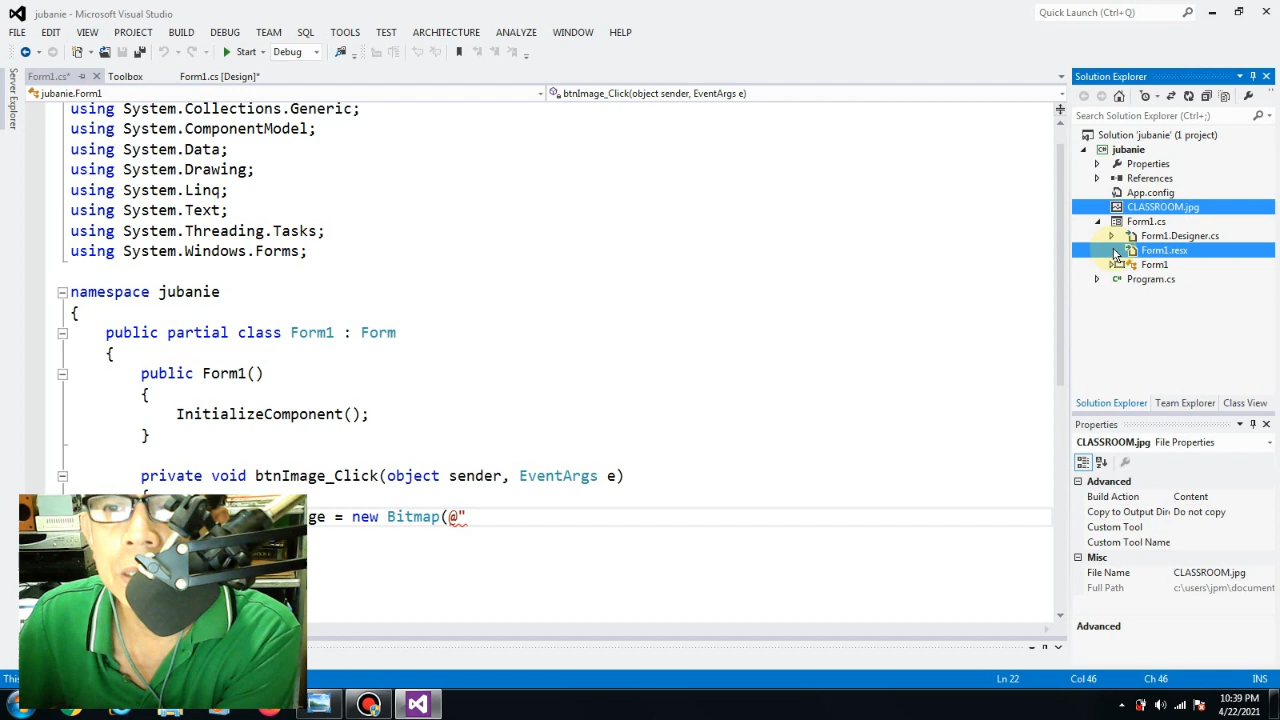 jubanie - Microsoft Visual Studio
Quick Launch (Ctrl+Q)
FILE EDIT VIEW PROJECT BUILD DEBUG TEAM SQL TOOLS TEST ARCHITECTURE ANALYZE WINDOW HELP
Start Debug
Server Explorer
Form1.cs* Toolbox Form1.cs [Design]*
jubanie.Form1 btnImage_Click(object sender, EventArgs e)
using System.Collections.Generic;
using System.ComponentModel;
using System.Data;
using System.Drawing;
using System.Linq;
using System.Text;
using System.Threading.Tasks;
using System.Windows.Forms;
namespace jubanie
{
public partial class Form1 : Form
{
public Form1()
{
InitializeComponent();
}
private void btnImage_Click(object sender, EventArgs e)
ge = new Bitmap(@"
Solution Explorer
Search Solution Explorer (Ctrl+;)
Solution 'jubanie' (1 project)
jubanie
Properties
References
App.config
CLASSROOM.jpg
Form1.cs
Form1.Designer.cs
Form1.resx
Form1
Program.cs
Solution Explorer Team Explorer Class View
Properties
CLASSROOM.jpg File Properties
Advanced
Build Action Content
Copy to Output Dire Do not copy
Custom Tool
Custom Tool Name
Misc
File Name CLASSROOM.jpg
Full Path c:\users\jpm\document
Advanced
This Ln 22 Col 46 Ch 46 INS
10:39 PM
4/22/2021